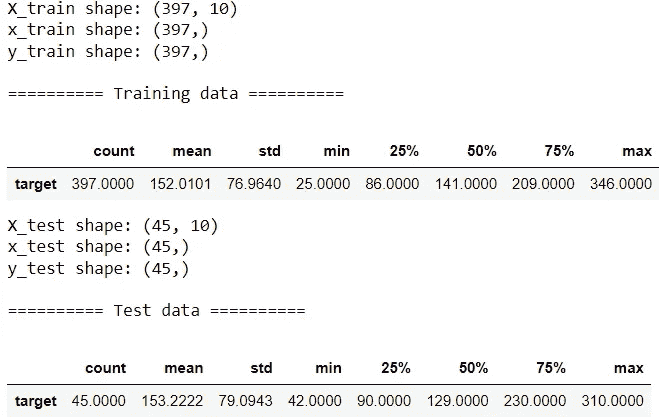 X_train shape: (397, 10)
x_train shape: (397,)
y_train shape: (397,)
========== Training data ==========
count mean std min 25% 50% 75% max
target 397.0000 152.0101 76.9640 25.0000 86.0000 141.0000 209.0000 346.0000
X_test shape: (45, 10)
x_test shape: (45,)
y_test shape: (45,)
========== Test data ==========
count mean std min 25% 50% 75% max
target 45.0000 153.2222 79.0943 42.0000 90.0000 129.0000 230.0000 310.0000